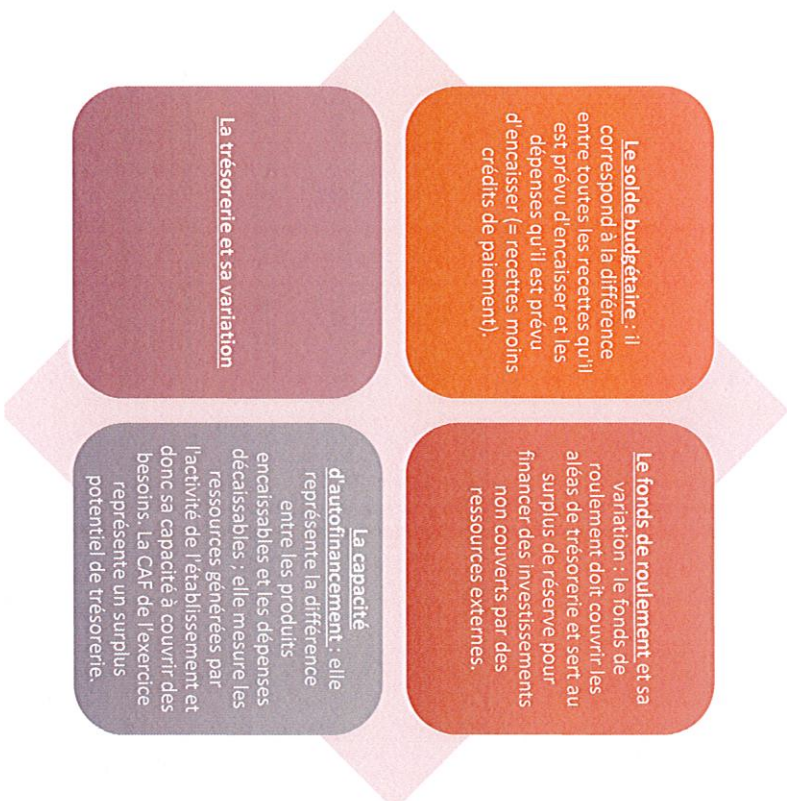 Le solde budgétaire : il
correspond à la différence
entre toutes les recettes qu'il
est prévu d'encaisser et les
dépenses qu'il est prévu
d'encaisser (= recettes moins
crédits de paiement).
Le fonds de roulement et sa
variation : le fonds de
roulement doit couvrir les
aléas de trésorerie et sert au
surplus de réserve pour
financer des investissements
non couverts par des
ressources externes.
La trésorerie et sa variation
La capacité
d'autofinancement : elle
représente la différence
entre les produits
encaissables et les dépenses
décaissables ; elle mesure les
ressources générées par
l'activité de l'établissement et
donc sa capacité à couvrir des
besoins. La CAF de l'exercice
représente un surplus
potentiel de trésorerie.